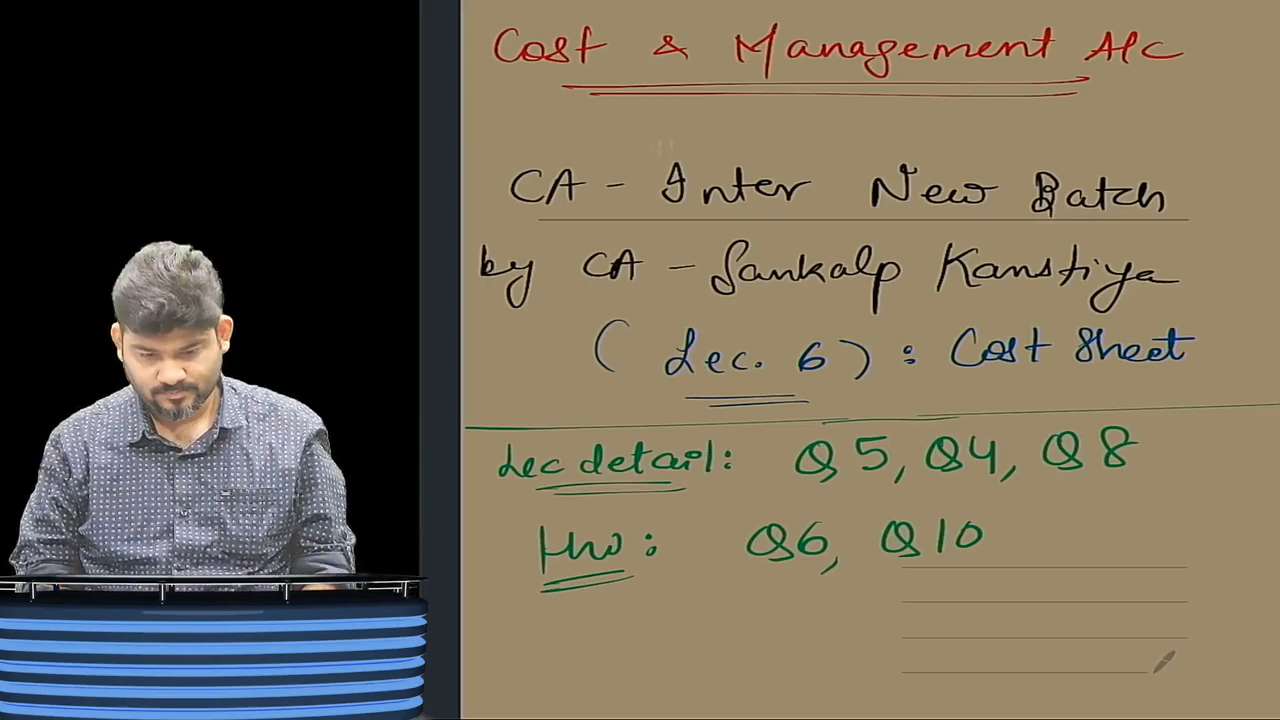 Cost & Management A/c
CA - Inter New Batch
by CA - Sankalp Kanstiya
(Lec. 6) : Cost Sheet
Lec detail: Q5, Q4, Q8
Hw: Q6, Q10